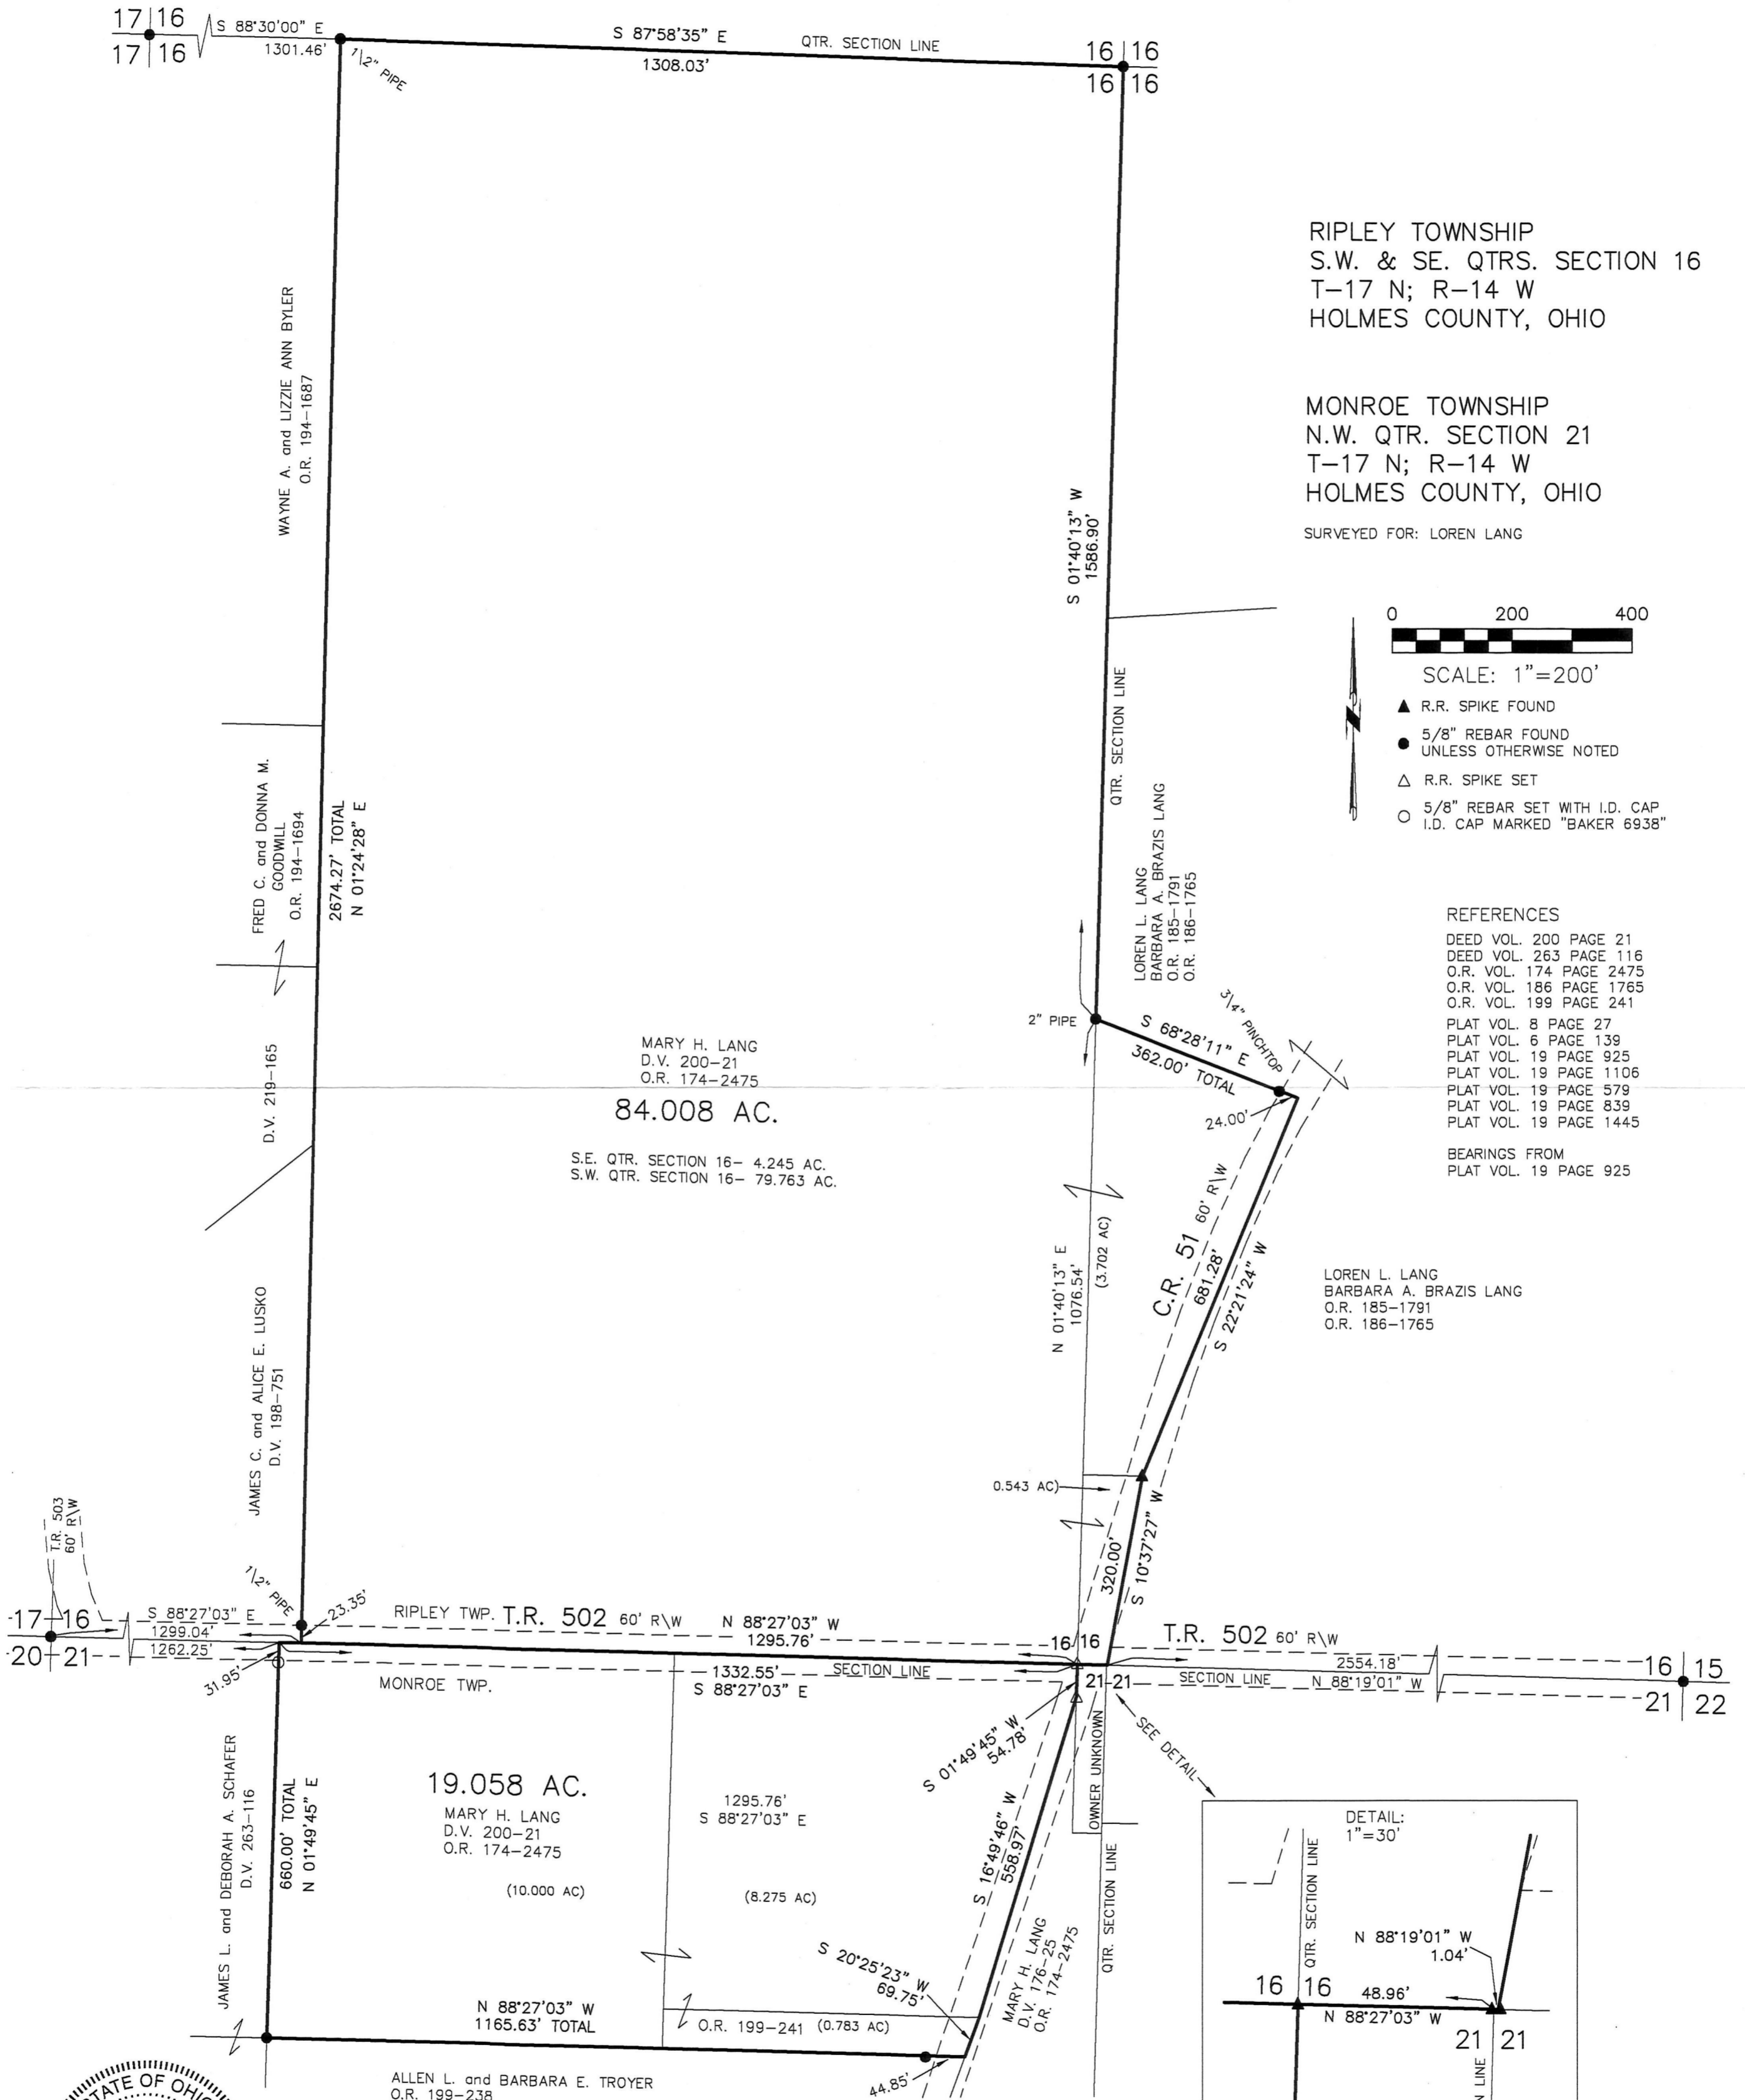 17 16
17 16
S 88°30'00" E
1301.46'
1/2" PIPE
S 87°58'35" E
1308.03'
QTR. SECTION LINE
16 16
16 16
RIPLEY TOWNSHIP
S.W. & SE. QTRS. SECTION 16
T-17 N; R-14 W
HOLMES COUNTY, OHIO
MONROE TOWNSHIP
N.W. QTR. SECTION 21
T-17 N; R-14 W
HOLMES COUNTY, OHIO
SURVEYED FOR: LOREN LANG
0 200 400
SCALE: 1"=200'
R.R. SPIKE FOUND
5/8" REBAR FOUND
UNLESS OTHERWISE NOTED
R.R. SPIKE SET
5/8" REBAR SET WITH I.D. CAP
I.D. CAP MARKED "BAKER 6938"
REFERENCES
DEED VOL. 200 PAGE 21
DEED VOL. 263 PAGE 116
O.R. VOL. 174 PAGE 2475
O.R. VOL. 186 PAGE 1765
O.R. VOL. 199 PAGE 241
PLAT VOL. 8 PAGE 27
PLAT VOL. 6 PAGE 139
PLAT VOL. 19 PAGE 925
PLAT VOL. 19 PAGE 1106
PLAT VOL. 19 PAGE 579
PLAT VOL. 19 PAGE 839
PLAT VOL. 19 PAGE 1445
BEARINGS FROM
PLAT VOL. 19 PAGE 925
WAYNE A. and LIZZIE ANN BYLER
O.R. 194-1687
FRED C. and DONNA M.
GOODWILL
O.R. 194-1694
2674.27' TOTAL
N 01°24'28" E
D.V. 219-165
JAMES C. and ALICE E. LUSKO
D.V. 198-751
S 01°40'13" W
1586.90'
QTR. SECTION LINE
LOREN L. LANG
BARBARA A. BRAZIS LANG
O.R. 185-1791
O.R. 186-1765
2" PIPE
S 68°28'11" E
362.00' TOTAL
3/4" PINCHTOP
24.00'
MARY H. LANG
D.V. 200-21
O.R. 174-2475
84.008 AC.
S.E. QTR. SECTION 16- 4.245 AC.
S.W. QTR. SECTION 16- 79.763 AC.
N 01°40'13" E
1076.54'
(3.702 AC)
C.R. 51 60' R\W
681.28'
S 22°21'24" W
LOREN L. LANG
BARBARA A. BRAZIS LANG
O.R. 185-1791
O.R. 186-1765
0.543 AC)
320.00'
S 10°37'27" W
T.R. 503
60' R\W
17 16
20 21
S 88°27'03" E
1299.04'
1262.25'
1/2" PIPE
23.35'
31.95'
RIPLEY TWP. T.R. 502 60' R\W N 88°27'03" W
1295.76'
16 16
21 21
MONROE TWP.
1332.55' SECTION LINE
S 88°27'03" E
T.R. 502 60' R\W
2554.18'
SECTION LINE N 88°19'01" W
16 15
21 22
S 01°49'45" W
54.78'
OWNER UNKNOWN
SEE DETAIL
JAMES L. and DEBORAH A. SCHAFER
D.V. 263-116
660.00' TOTAL
N 01°49'45" E
19.058 AC.
MARY H. LANG
D.V. 200-21
O.R. 174-2475
(10.000 AC)
1295.76'
S 88°27'03" E
(8.275 AC)
S 16°49'46" W
558.97'
S 20°25'23" W
69.75'
MARY H. LANG
D.V. 176-25
O.R. 174-2475
QTR. SECTION LINE
N 88°27'03" W
1165.63' TOTAL
O.R. 199-241 (0.783 AC)
44.85'
ALLEN L. and BARBARA E. TROYER
O.R. 199-238
STATE OF OHIO
DETAIL:
1"=30'
QTR. SECTION LINE
N 88°19'01" W
1.04'
16 16
48.96'
N 88°27'03" W
21 21
LINE